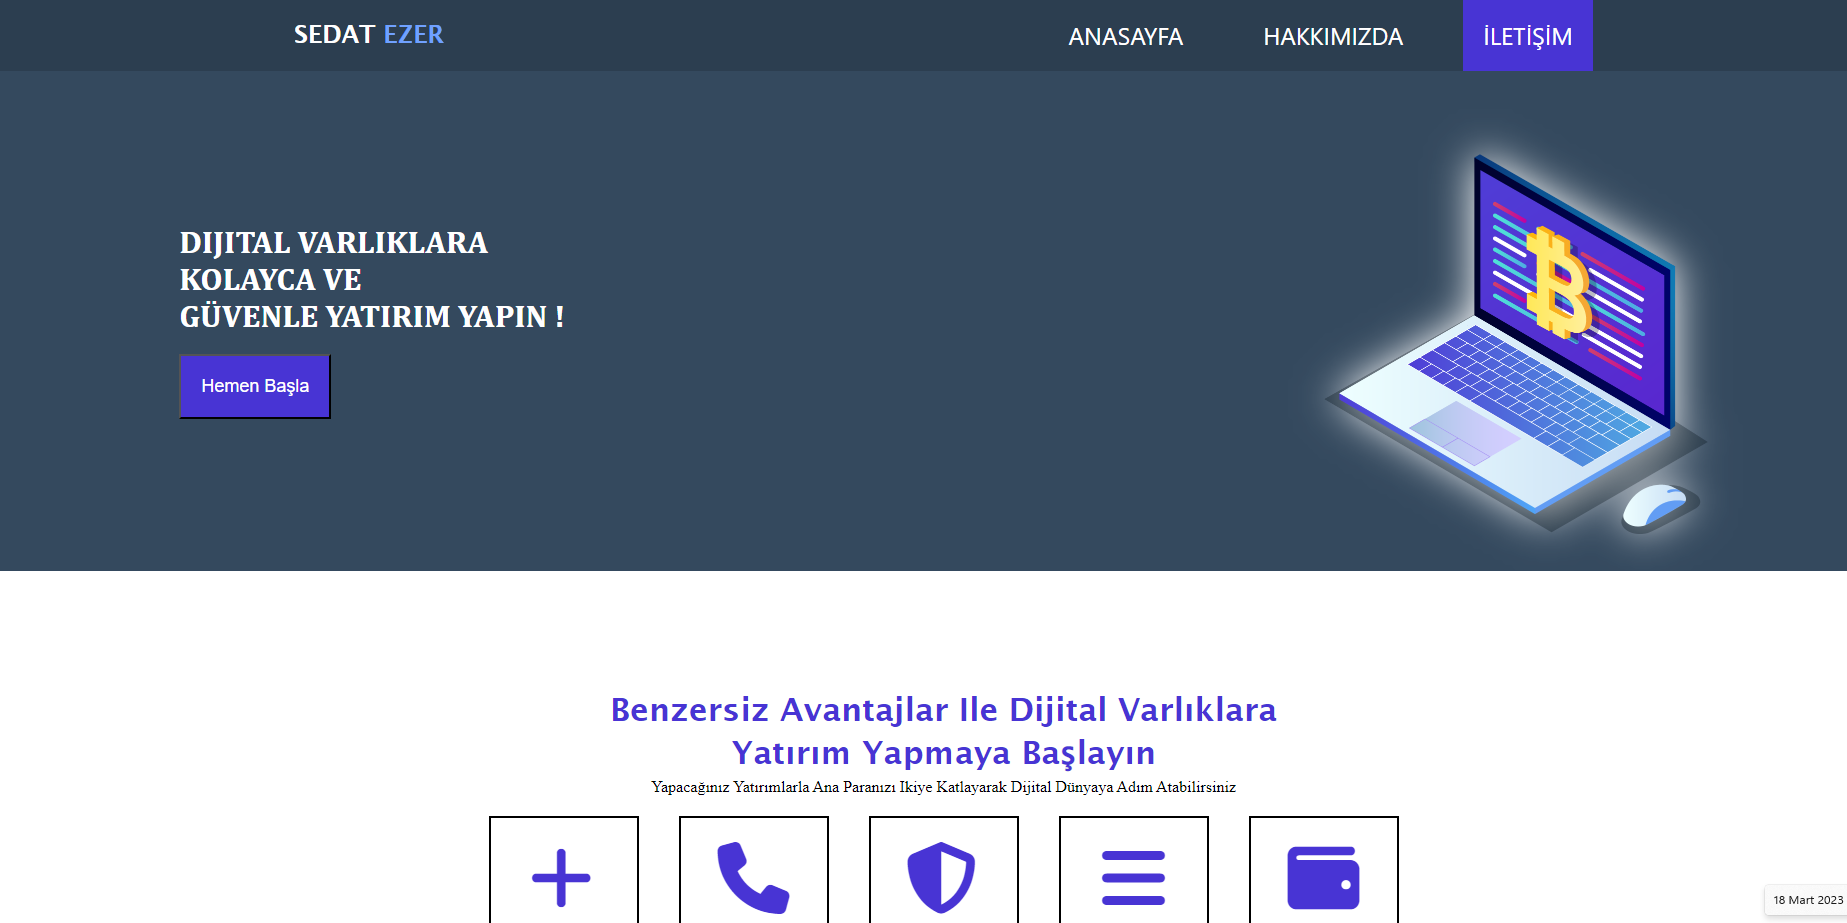 SEDAT EZER
ANASAYFA
HAKKIMIZDA
İLETİŞİM
DIJITAL VARLIKLARA
KOLAYCA VE
GÜVENLE YATIRIM YAPIN !
Hemen Başla
Benzersiz Avantajlar Ile Dijital Varlıklara
Yatırım Yapmaya Başlayın
Yapacağınız Yatırımlarla Ana Paranızı Ikiye Katlayarak Dijital Dünyaya Adım Atabilirsiniz
18 Mart 2023